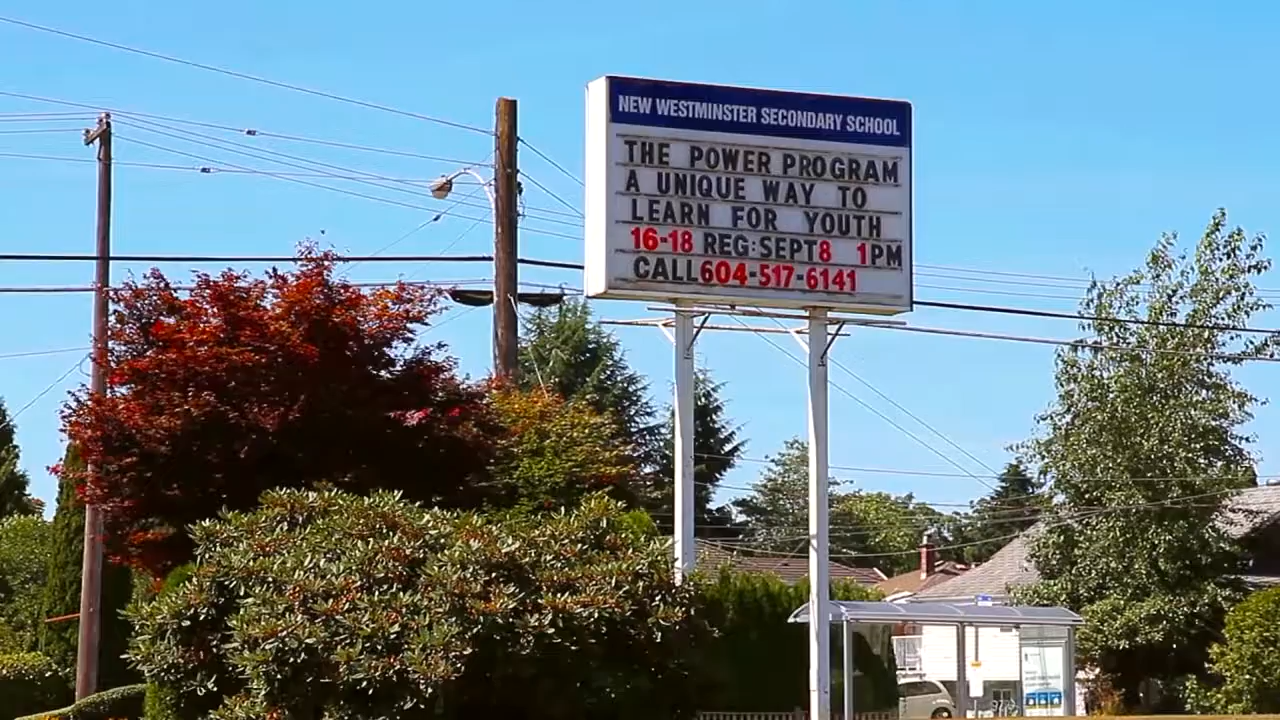 NEW WESTMINSTER SECONDARY SCHOOL
THE POWER PROGRAM
A UNIQUE WAY TO
LEARN FOR YOUTH
16-18 REG:SEPT8 1PM
CALL604-517-6141